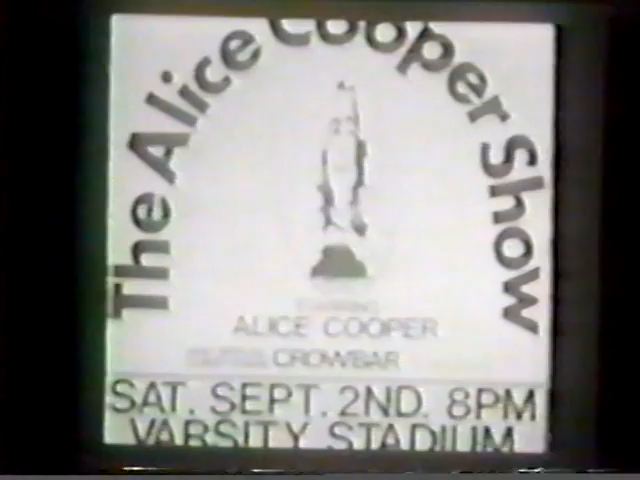 The Alice Cooper Show
ALICE COOPER
CROWBAR
SAT. SEPT. 2ND. 8PM
VARSITY STADIUM